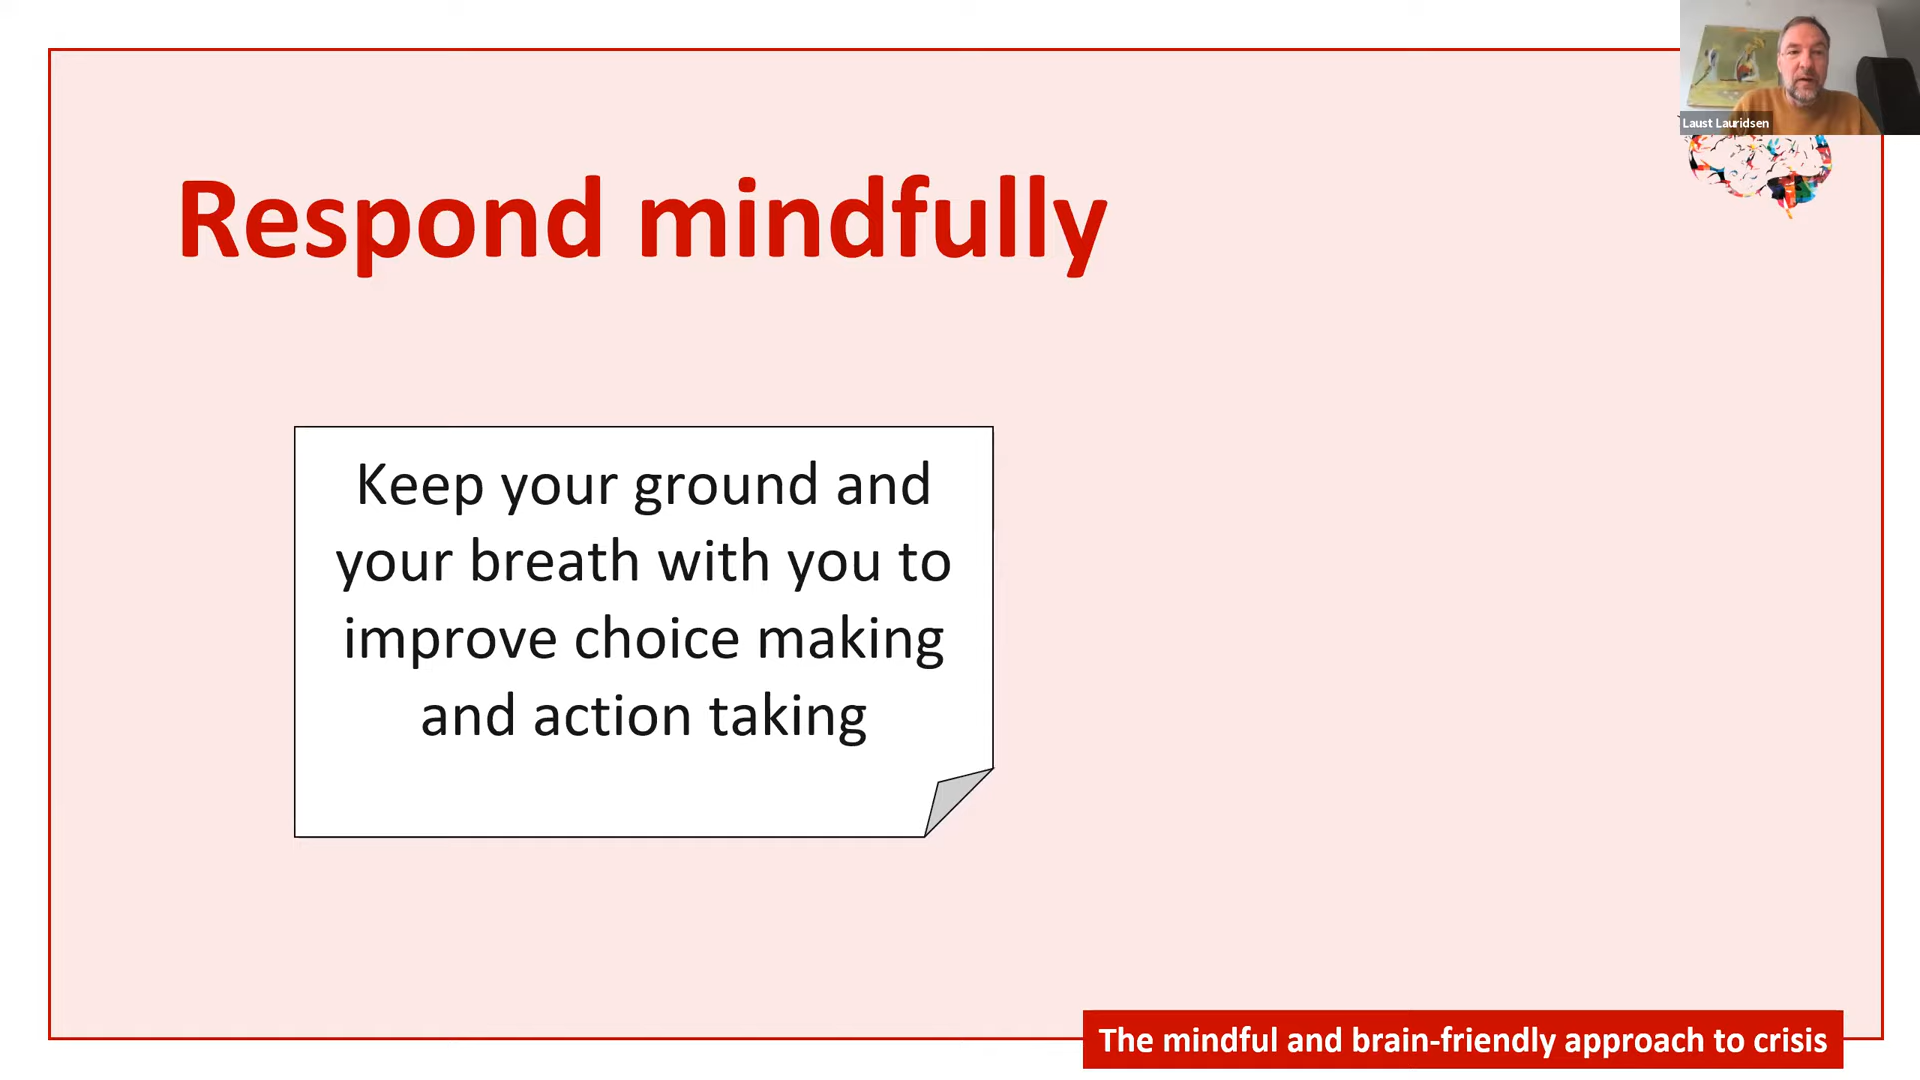 Laust Lauridsen
Respond mindfully
Keep your ground and
your breath with you to
improve choice making
and action taking
The mindful and brain-friendly approach to crisis